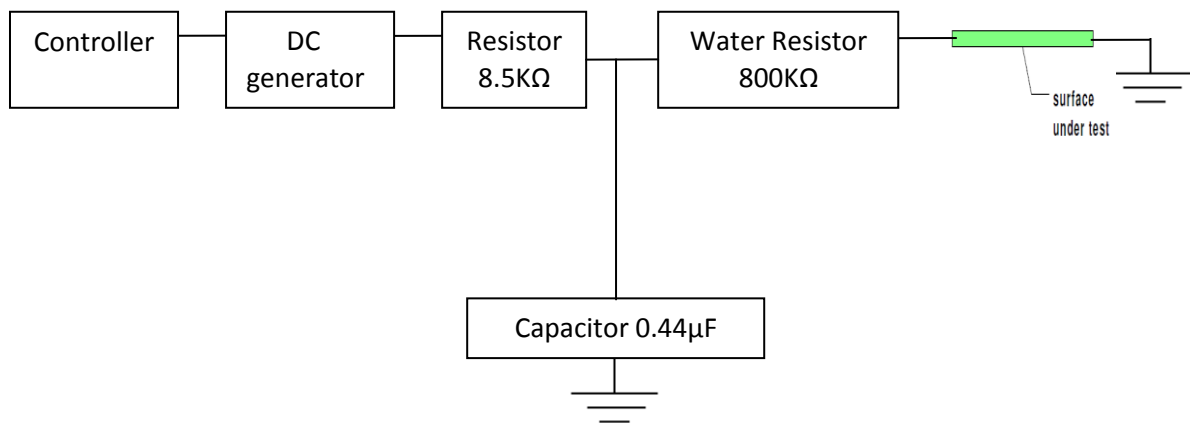 Controller
DC
generator
Resistor
8.5KΩ
Water Resistor
800KΩ
surface
under test
Capacitor 0.44µF